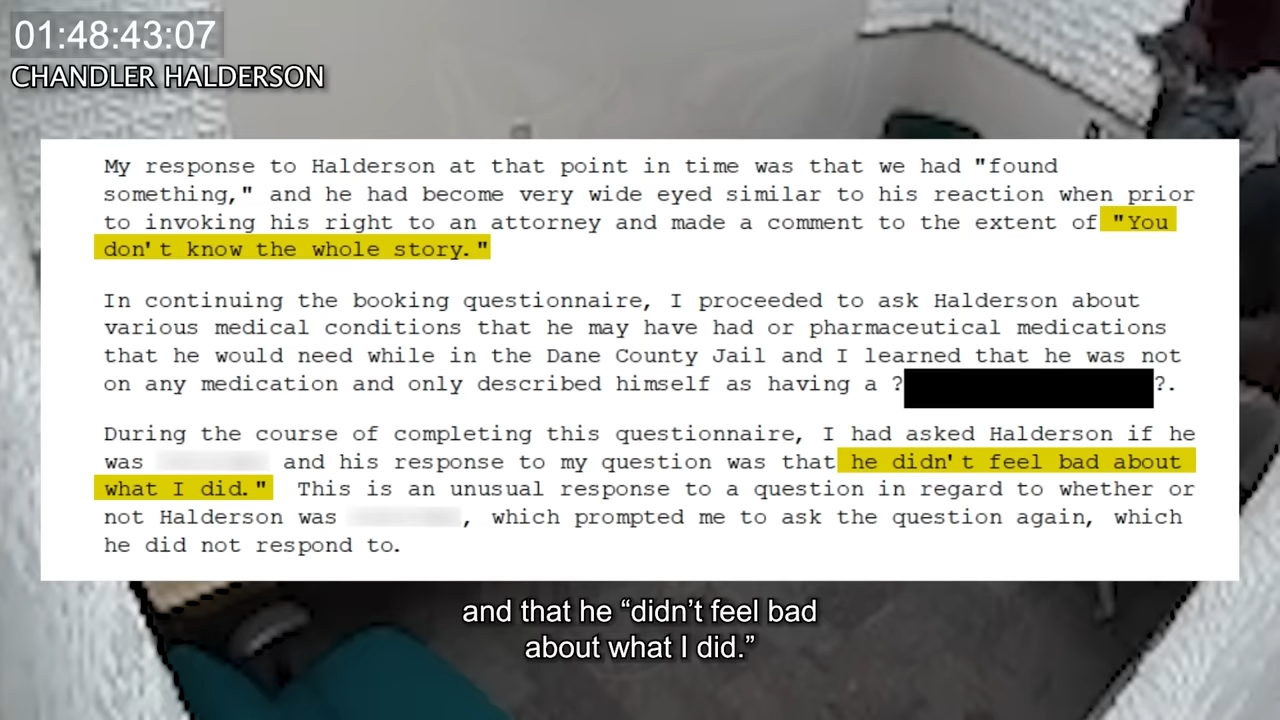 01:48:43:07
CHANDLER HALDERSON
My response to Halderson at that point in time was that we had "found
something," and he had become very wide eyed similar to his reaction when prior
to invoking his right to an attorney and made a comment to the extent of "You
don't know the whole story."
In continuing the booking questionnaire, I proceeded to ask Halderson about
various medical conditions that he may have had or pharmaceutical medications
that he would need while in the Dane County Jail and I learned that he was not
on any medication and only described himself as having a ? ?.
During the course of completing this questionnaire, I had asked Halderson if he
was and his response to my question was that he didn't feel bad about
what I did." This is an unusual response to a question in regard to whether or
not Halderson was , which prompted me to ask the question again, which
he did not respond to.
and that he “didn’t feel bad
about what I did.”